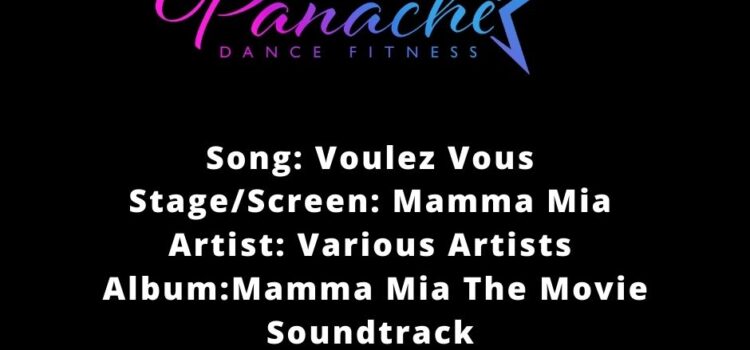 Panache
DANCE FITNESS
Song: Voulez Vous
Stage/Screen: Mamma Mia
Artist: Various Artists
Album:Mamma Mia The Movie
Soundtrack